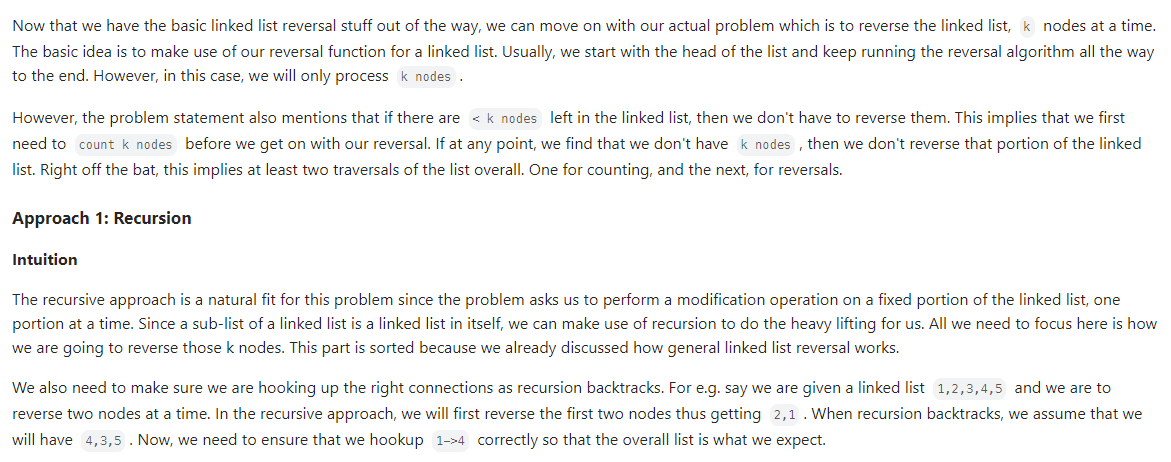 Now that we have the basic linked list reversal stuff out of the way, we can move on with our actual problem which is to reverse the linked list, k nodes at a time.
The basic idea is to make use of our reversal function for a linked list. Usually, we start with the head of the list and keep running the reversal algorithm all the way
to the end. However, in this case, we will only process k nodes .
However, the problem statement also mentions that if there are < k nodes left in the linked list, then we don't have to reverse them. This implies that we first
need to count k nodes before we get on with our reversal. If at any point, we find that we don't have k nodes , then we don't reverse that portion of the linked
list. Right off the bat, this implies at least two traversals of the list overall. One for counting, and the next, for reversals.
Approach 1: Recursion
Intuition
The recursive approach is a natural fit for this problem since the problem asks us to perform a modification operation on a fixed portion of the linked list, one
portion at a time. Since a sub-list of a linked list is a linked list in itself, we can make use of recursion to do the heavy lifting for us. All we need to focus here is how
we are going to reverse those k nodes. This part is sorted because we already discussed how general linked list reversal works.
We also need to make sure we are hooking up the right connections as recursion backtracks. For e.g. say we are given a linked list 1,2,3,4,5 and we are to
reverse two nodes at a time. In the recursive approach, we will first reverse the first two nodes thus getting 2,1 . When recursion backtracks, we assume that we
will have 4,3,5 . Now, we need to ensure that we hookup 1->4 correctly so that the overall list is what we expect.